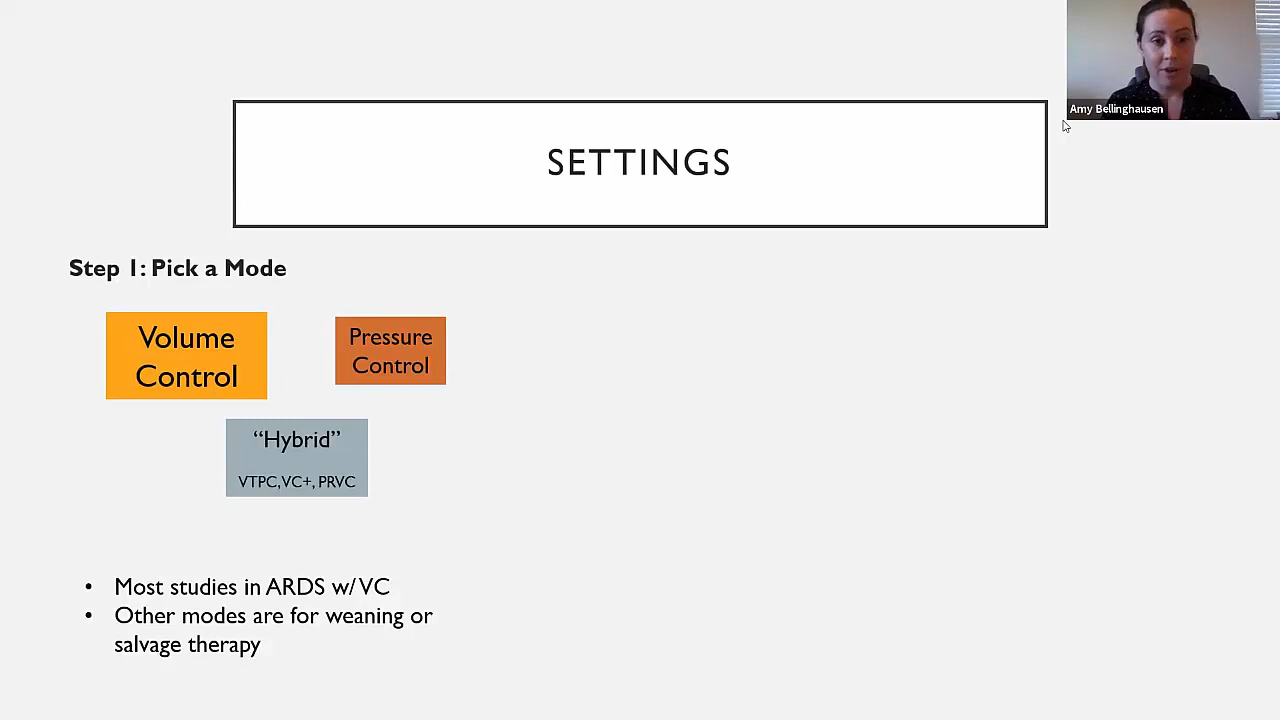 Amy Bellinghausen
SETTINGS
Step 1: Pick a Mode
Volume
Control
Pressure
Control
“Hybrid”
VTPC,VC+, PRVC
• Most studies in ARDS w/ VC
• Other modes are for weaning or
salvage therapy